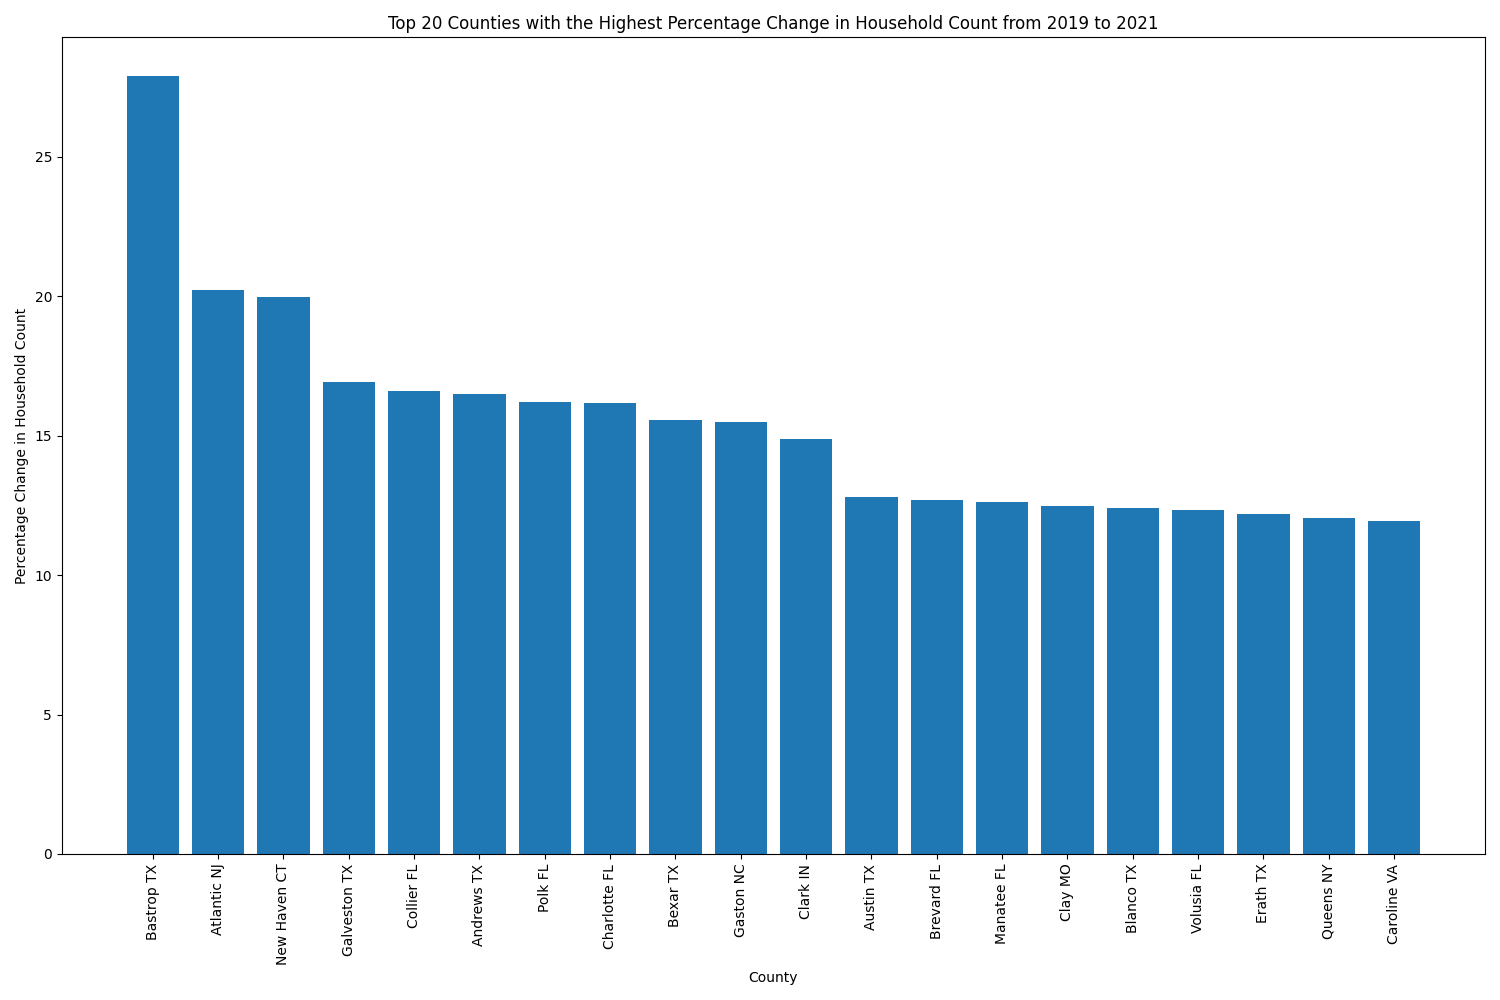 Top 20 Counties with the Highest Percentage Change in Household Count from 2019 to 2021
Percentage Change in Household Count
25
20
15
10
5
0
Bastrop TX
Atlantic NJ
New Haven CT
Galveston TX
Collier FL
Andrews TX
Polk FL
Charlotte FL
Bexar TX
Gaston NC
Clark IN
Austin TX
Brevard FL
Manatee FL
Clay MO
Blanco TX
Volusia FL
Erath TX
Queens NY
Caroline VA
County